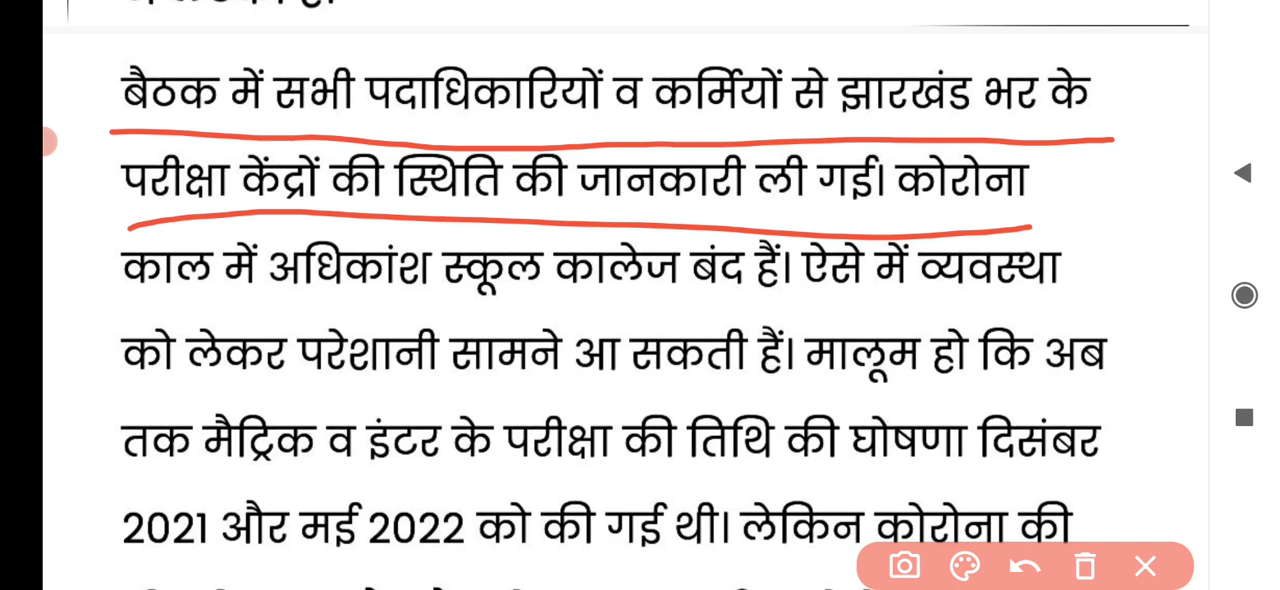 बैठक में सभी पदाधिकारियों व कर्मियों से झारखंड भर के
परीक्षा केंद्रों की स्थिति की जानकारी ली गई। कोरोना
काल में अधिकांश स्कूल कालेज बंद हैं। ऐसे में व्यवस्था
को लेकर परेशानी सामने आ सकती हैं। मालूम हो कि अब
तक मैट्रिक व इंटर के परीक्षा की तिथि की घोषणा दिसंबर
2021 और मई 2022 को की गई थी। लेकिन कोरोना की